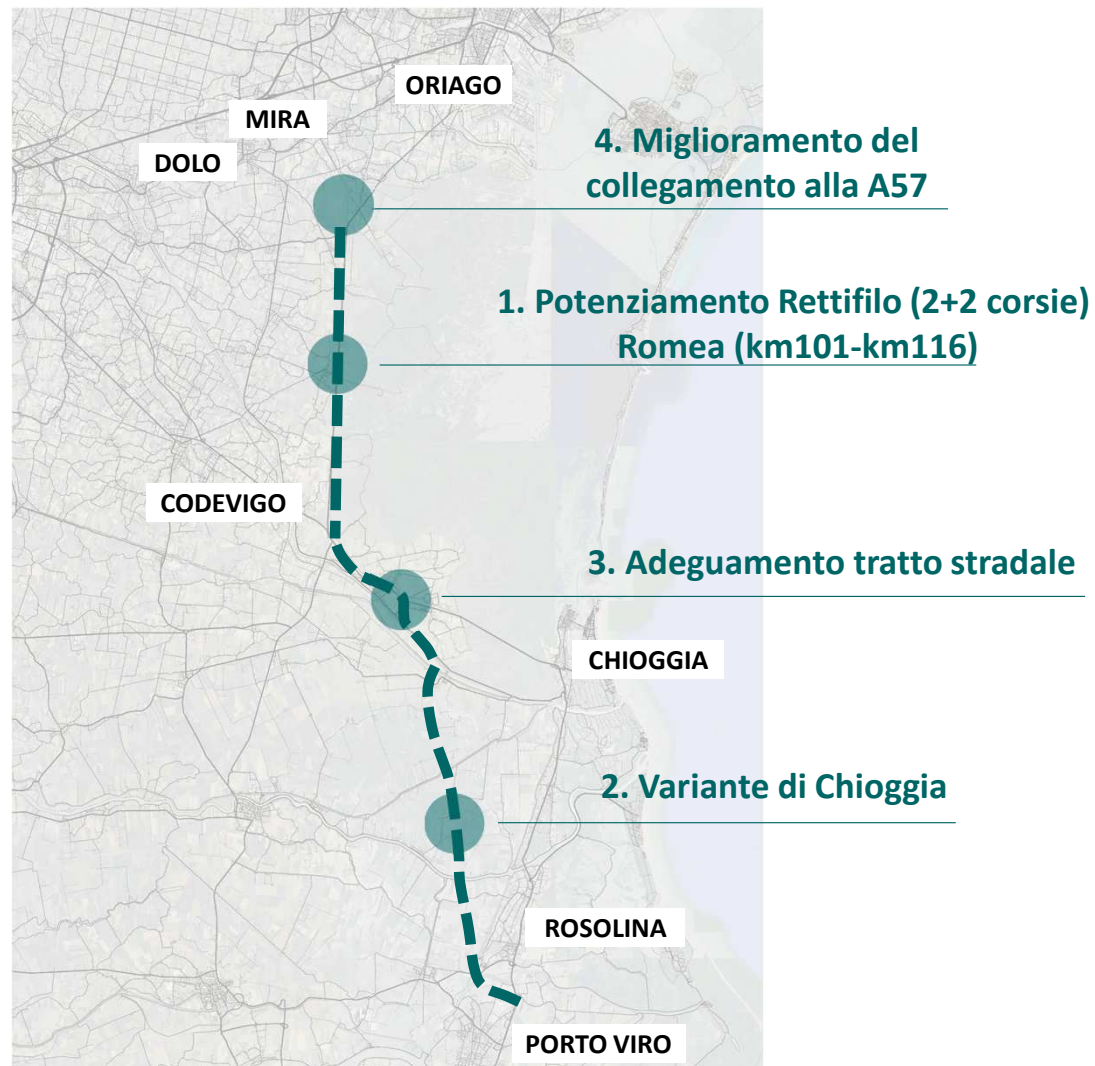 ORIAGO
MIRA
DOLO
4. Miglioramento del
collegamento alla A57
1. Potenziamento Rettifilo (2+2 corsie)
Romea (km101-km116)
CODEVIGO
3. Adeguamento tratto stradale
CHIOGGIA
2. Variante di Chioggia
ROSOLINA
PORTO VIRO